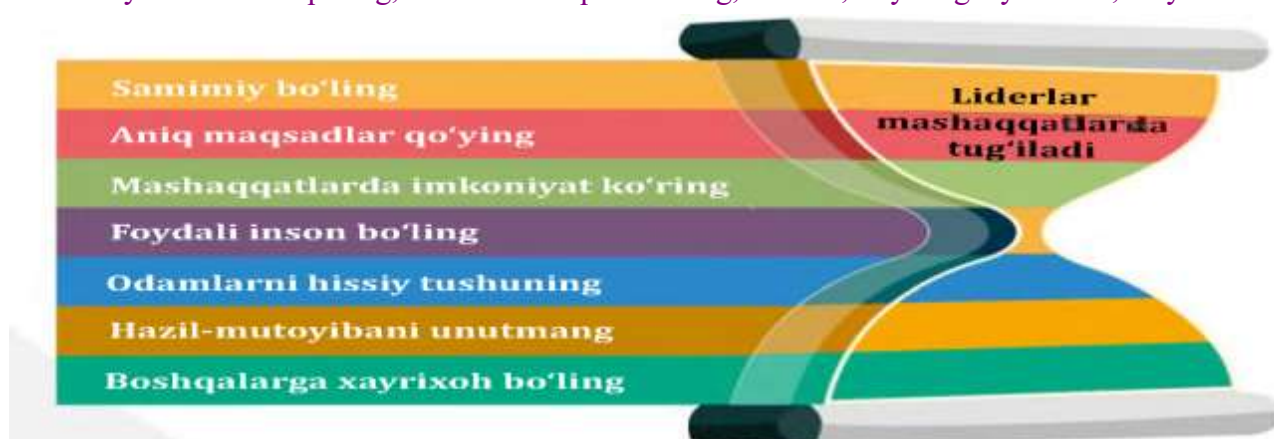 Samimiy bo‘ling
Aniq maqsadlar qo‘ying
Mashaqqatlarda imkoniyat ko‘ring
Foydali inson bo‘ling
Odamlarni hissiy tushuning
Hazil-mutoyibani unutmang
Boshqalarga xayrixoh bo‘ling
Liderlar
mashaqqatlarda
tug‘iladi